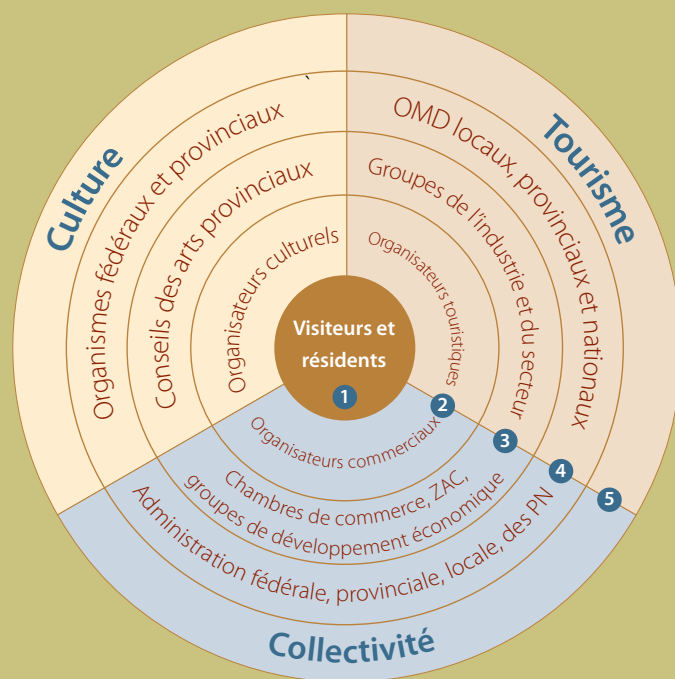 Culture
Organismes fédéraux et provinciaux
Conseils des arts provinciaux
Organisateurs culturels
Tourisme
OMD locaux, provinciaux et nationaux
Groupes de l'industrie et du secteur
Organisateurs touristiques
Visiteurs et
résidents
1
2
3
4
5
Organisateurs commerciaux
Chambres de commerce, ZAC,
groupes de développement économique
Administration fédérale, provinciale, locale, des PN
Collectivité